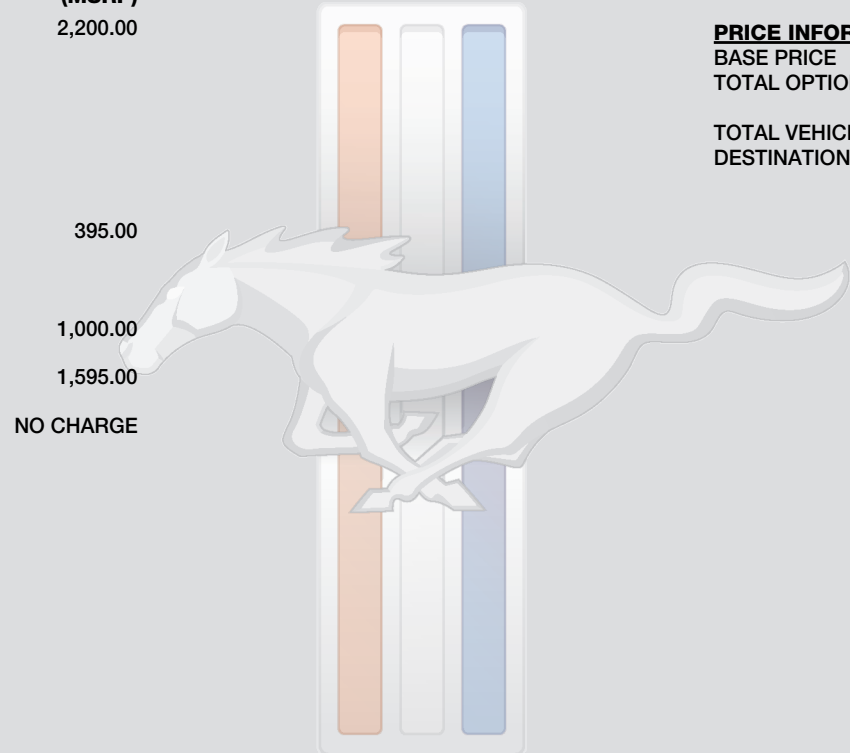 (MSRP)
2,200.00
395.00
1,000.00
1,595.00
NO CHARGE
PRICE INFOR
BASE PRICE
TOTAL OPTIO
TOTAL VEHICL
DESTINATION